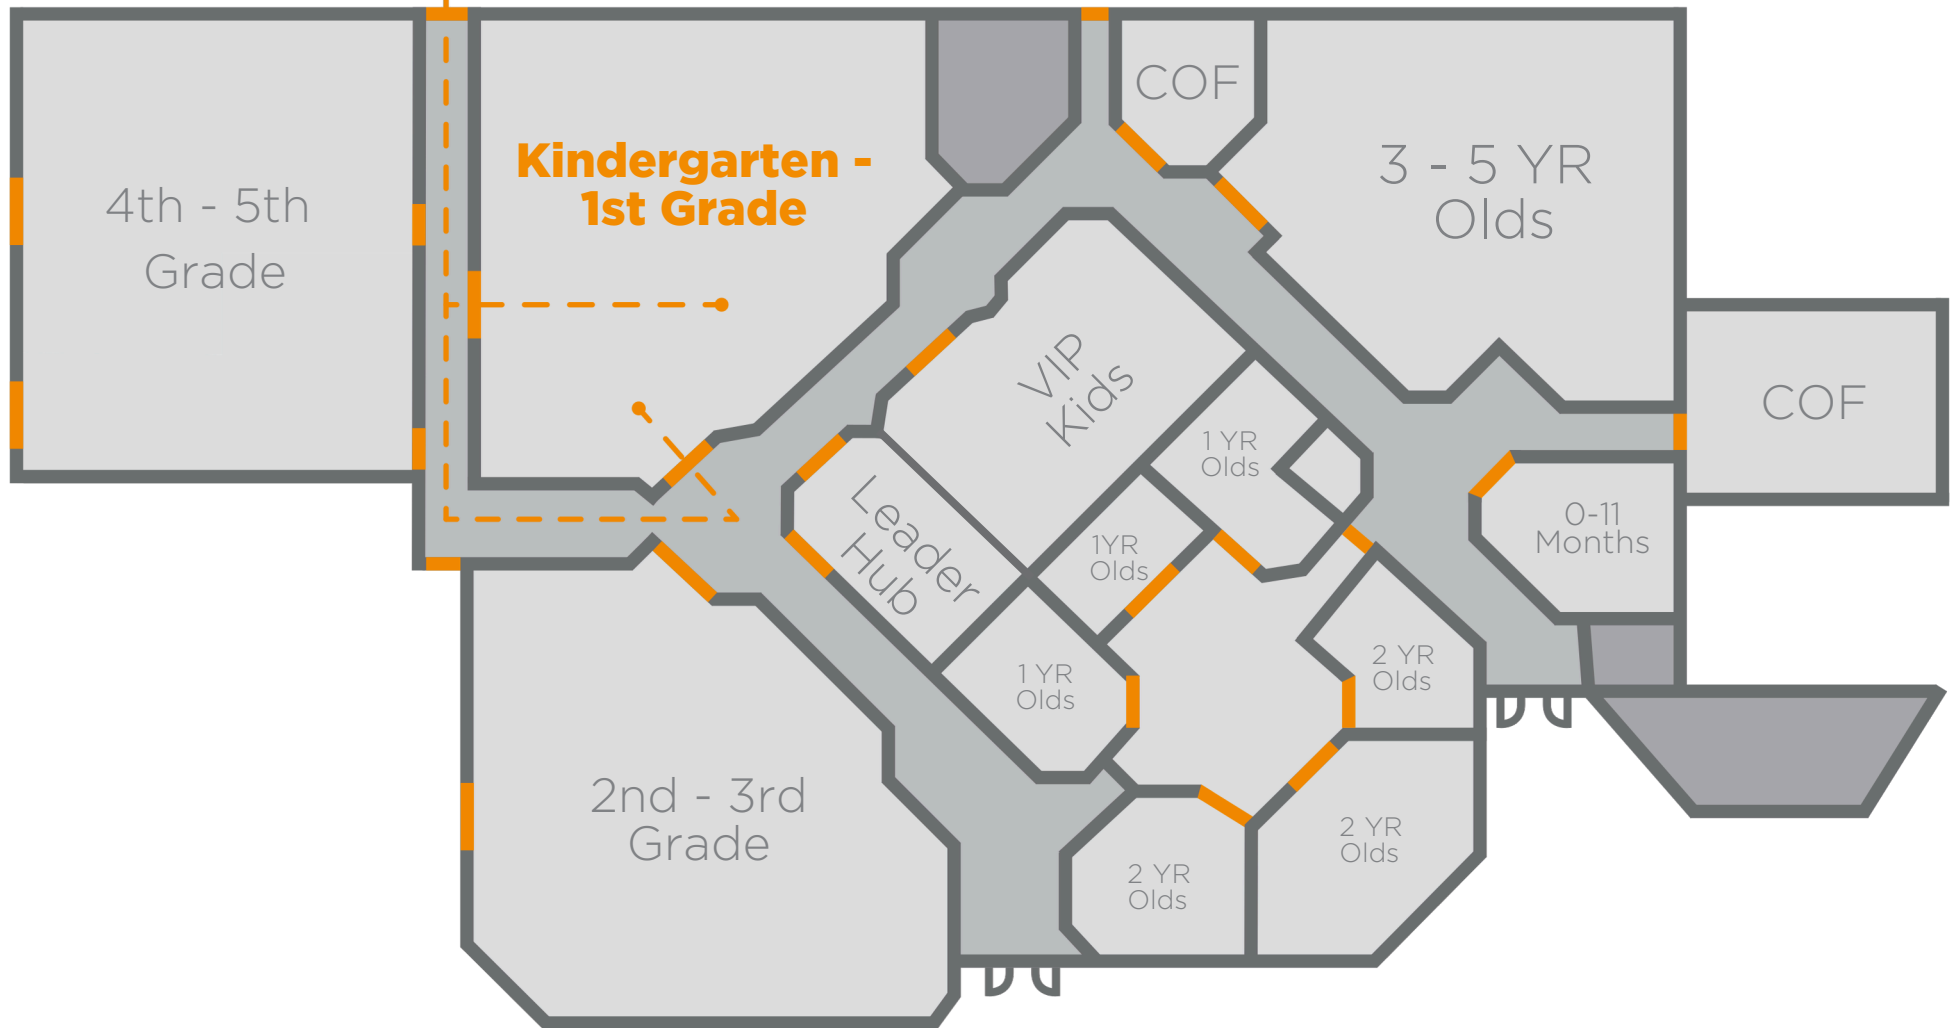 4th - 5th
Grade
Kindergarten -
1st Grade
COF
3 - 5 YR
Olds
COF
VIP
Kids
1 YR
Olds
Leader
Hub
1YR
Olds
0-11
Months
1 YR
Olds
2 YR
Olds
2nd - 3rd
Grade
2 YR
Olds
2 YR
Olds